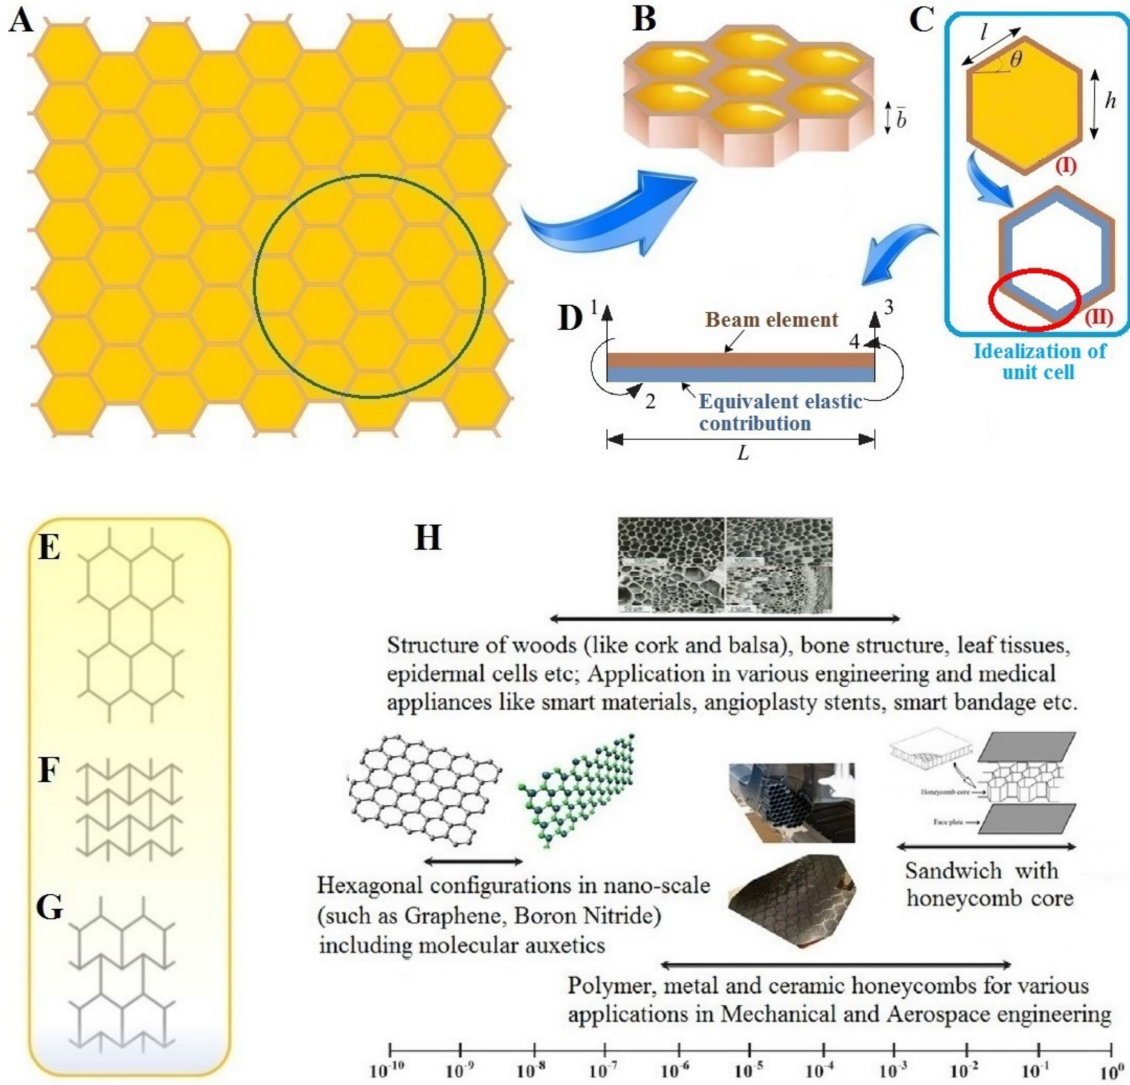 A
B
b̄
C
l
θ
h
(I)
(II)
Idealization of
unit cell
D
1
Beam element
3
4
2
Equivalent elastic
contribution
L
E
F
G
H
Structure of woods (like cork and balsa), bone structure, leaf tissues,
epidermal cells etc; Application in various engineering and medical
appliances like smart materials, angioplasty stents, smart bandage etc.
Honeycomb core
Face plate
Hexagonal configurations in nano-scale
(such as Graphene, Boron Nitride)
including molecular auxetics
Sandwich with
honeycomb core
Polymer, metal and ceramic honeycombs for various
applications in Mechanical and Aerospace engineering
10⁻¹⁰ 10⁻⁹ 10⁻⁸ 10⁻⁷ 10⁻⁶ 10⁻⁵ 10⁻⁴ 10⁻³ 10⁻² 10⁻¹ 10⁰